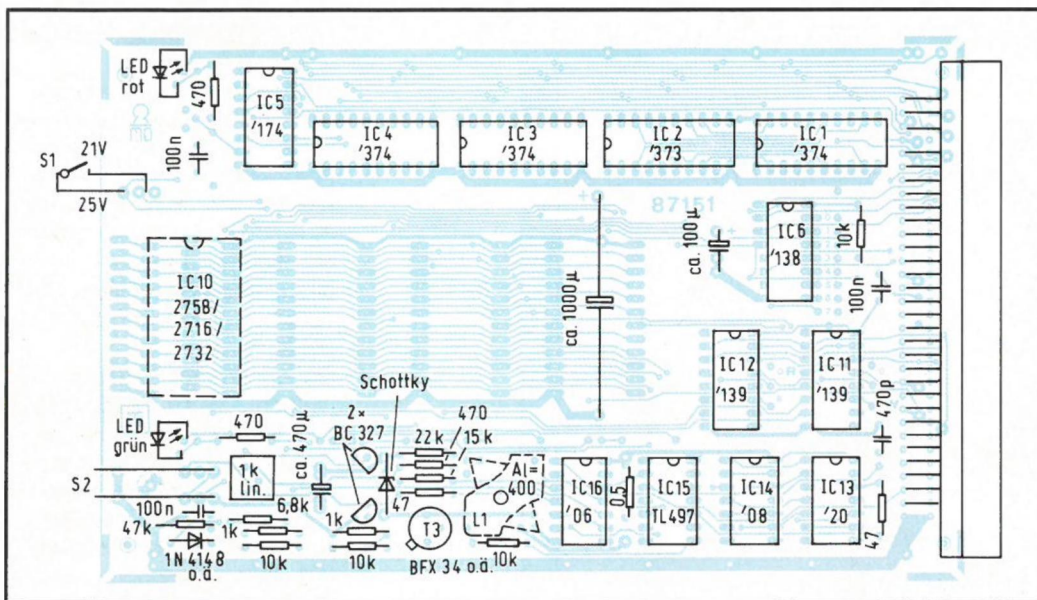 LED
rot
470
IC5
'174
100n
S1
21V
25V
IC4
'374
IC3
'374
IC2
'373
IC1
'374
87151
ca. 100µ
IC6
'138
10k
100n
ca. 1000µ
IC10
2758/
2716/
2732
IC12
'139
IC11
'139
470p
Schottky
LED
grün
470
ca. 470µ
2×
BC 327
22k
470
15k
47
S2
1k
lin.
100n
47k
1N4148
o.ä.
6,8k
1k
10k
1k
10k
T3
BFX 34 o.ä.
L1
Al=
400
10k
IC16
'06
0,5
IC15
TL497
IC14
'08
IC13
'20
47